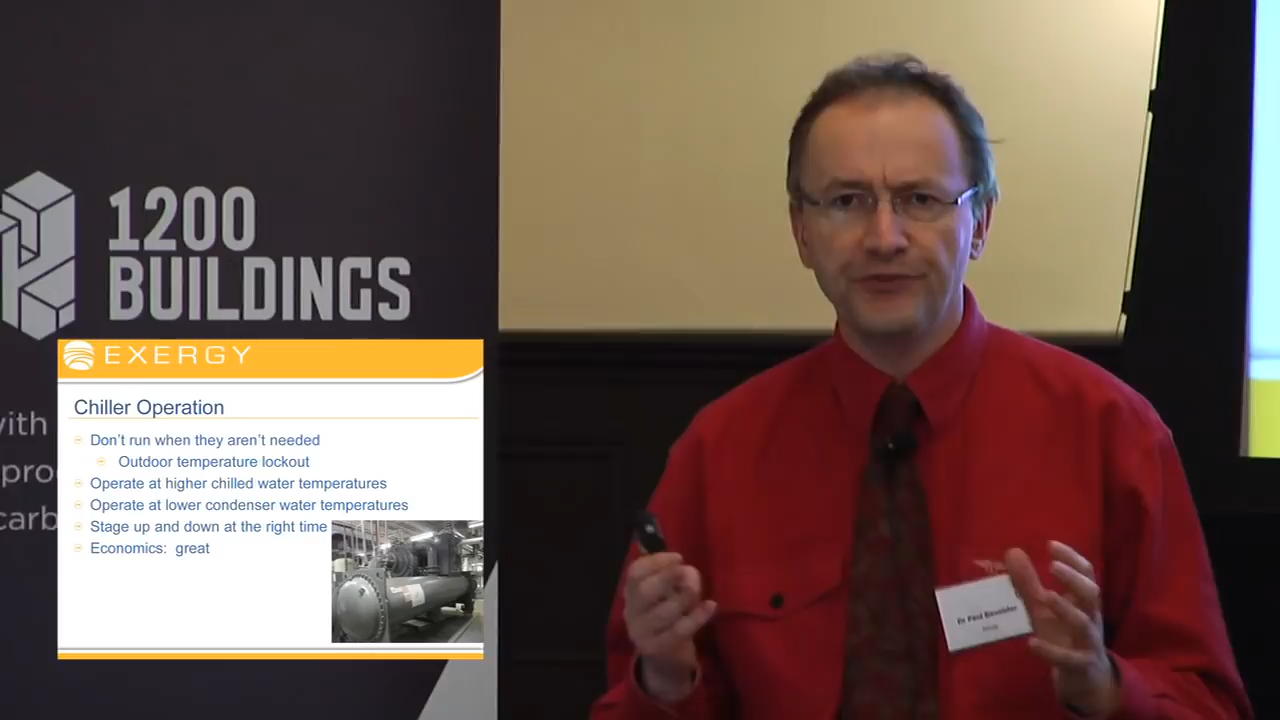 1200
BUILDINGS
with
pro
carb
EXERGY
Chiller Operation
Don't run when they aren't needed
Outdoor temperature lockout
Operate at higher chilled water temperatures
Operate at lower condenser water temperatures
Stage up and down at the right time
Economics: great
Dr Paul